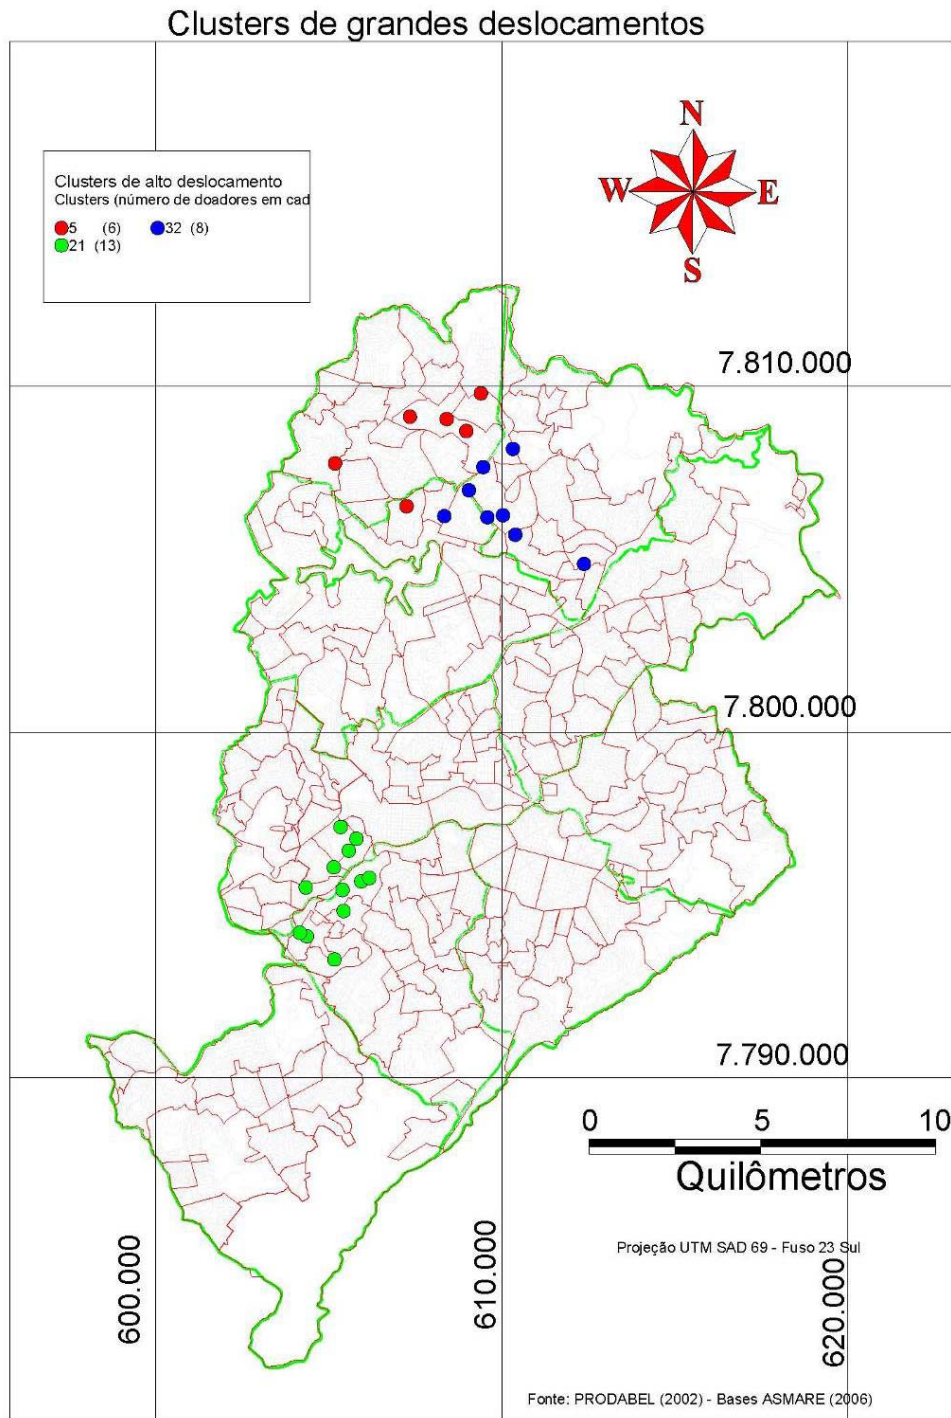 Clusters de grandes deslocamentos
N
W E
S
Clusters de alto deslocamento
Clusters (número de doadores em cad
5 (6) 32 (8)
21 (13)
7.810.000
7.800.000
7.790.000
0 5 10
Quilômetros
Projeção UTM SAD 69 - Fuso 23 Sul
600.000
610.000
620.000
Fonte: PRODABEL (2002) - Bases ASMARE (2006)